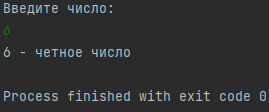 Введите число:
6
6 - четное число
Process finished with exit code 0